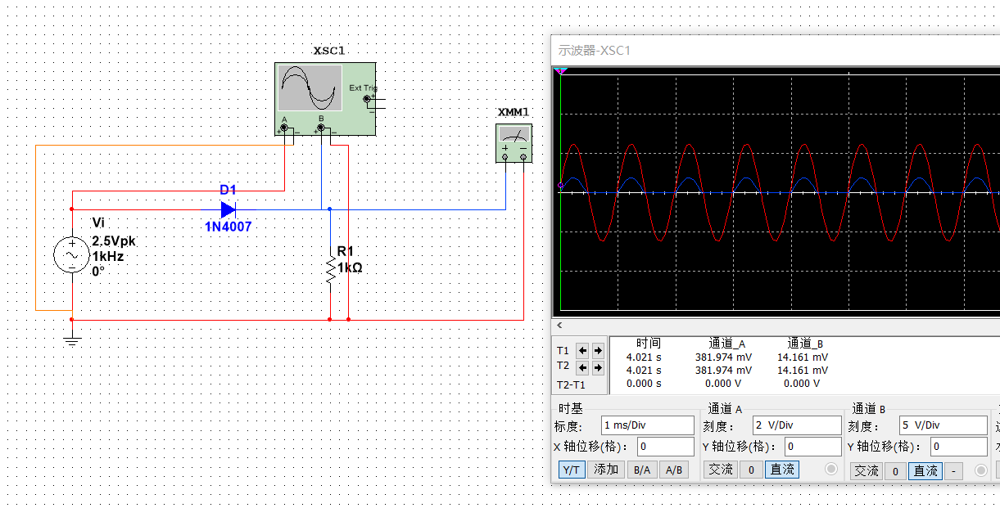 XSC1
Ext Trig
+
−
A
B
+
−
+
−
XMM1
+
−
D1
1N4007
Vi
2.5Vpk
1kHz
0°
+
−
R1
1kΩ
示波器-XSC1
<
时间 通道_A 通道_B
T1 4.021 s 381.974 mV 14.161 mV
T2 4.021 s 381.974 mV 14.161 mV
T2-T1 0.000 s 0.000 V 0.000 V
时基
标度: 1 ms/Div
X 轴位移(格): 0
Y/T 添加 B/A A/B
通道 A
刻度: 2 V/Div
Y 轴位移(格): 0
交流 0 直流
通道 B
刻度: 5 V/Div
Y 轴位移(格): 0
交流 0 直流 -